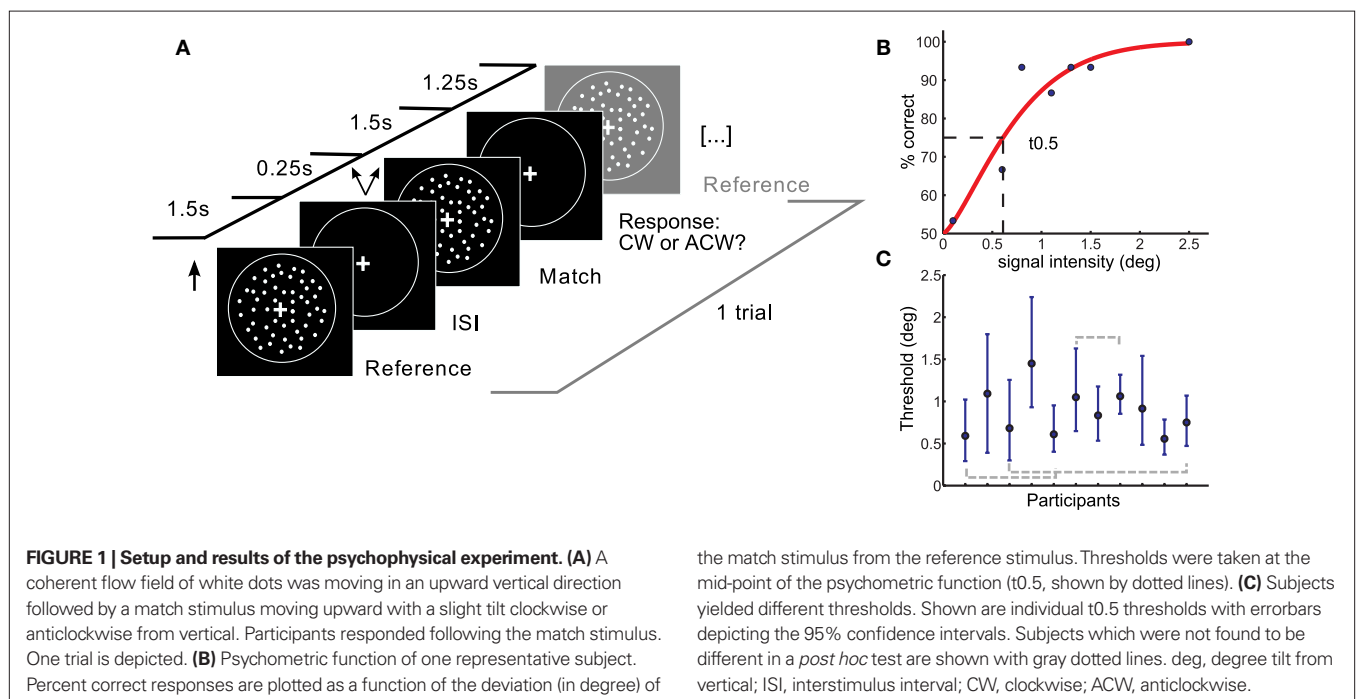 A
1.25s
1.5s
0.25s
1.5s
[...]
Reference
Response:
CW or ACW?
Match
ISI
Reference
1 trial
B
100
90
80
70
60
50
% correct
t0.5
0
0.5
1
1.5
2
2.5
signal intensity (deg)
C
2.5
2
1.5
1
0.5
0
Threshold (deg)
Participants
FIGURE 1 | Setup and results of the psychophysical experiment. (A) A
coherent flow field of white dots was moving in an upward vertical direction
followed by a match stimulus moving upward with a slight tilt clockwise or
anticlockwise from vertical. Participants responded following the match stimulus.
One trial is depicted. (B) Psychometric function of one representative subject.
Percent correct responses are plotted as a function of the deviation (in degree) of
the match stimulus from the reference stimulus. Thresholds were taken at the
mid-point of the psychometric function (t0.5, shown by dotted lines). (C) Subjects
yielded different thresholds. Shown are individual t0.5 thresholds with errorbars
depicting the 95% confidence intervals. Subjects which were not found to be
different in a post hoc test are shown with gray dotted lines. deg, degree tilt from
vertical; ISI, interstimulus interval; CW, clockwise; ACW, anticlockwise.